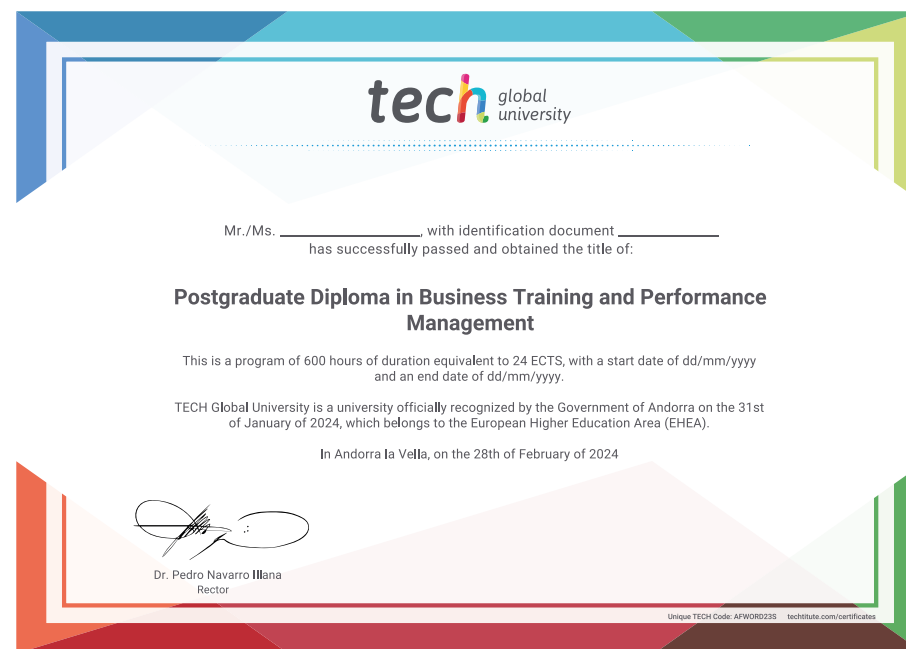 tech global university
Mr./Ms. ____________________, with identification document ____________
has successfully passed and obtained the title of:
Postgraduate Diploma in Business Training and Performance
Management
This is a program of 600 hours of duration equivalent to 24 ECTS, with a start date of dd/mm/yyyy
and an end date of dd/mm/yyyy.
TECH Global University is a university officially recognized by the Government of Andorra on the 31st
of January of 2024, which belongs to the European Higher Education Area (EHEA).
In Andorra la Vella, on the 28th of February of 2024
Dr. Pedro Navarro Illana
Rector
Unique TECH Code: AFWORD23S techtitute.com/certificates